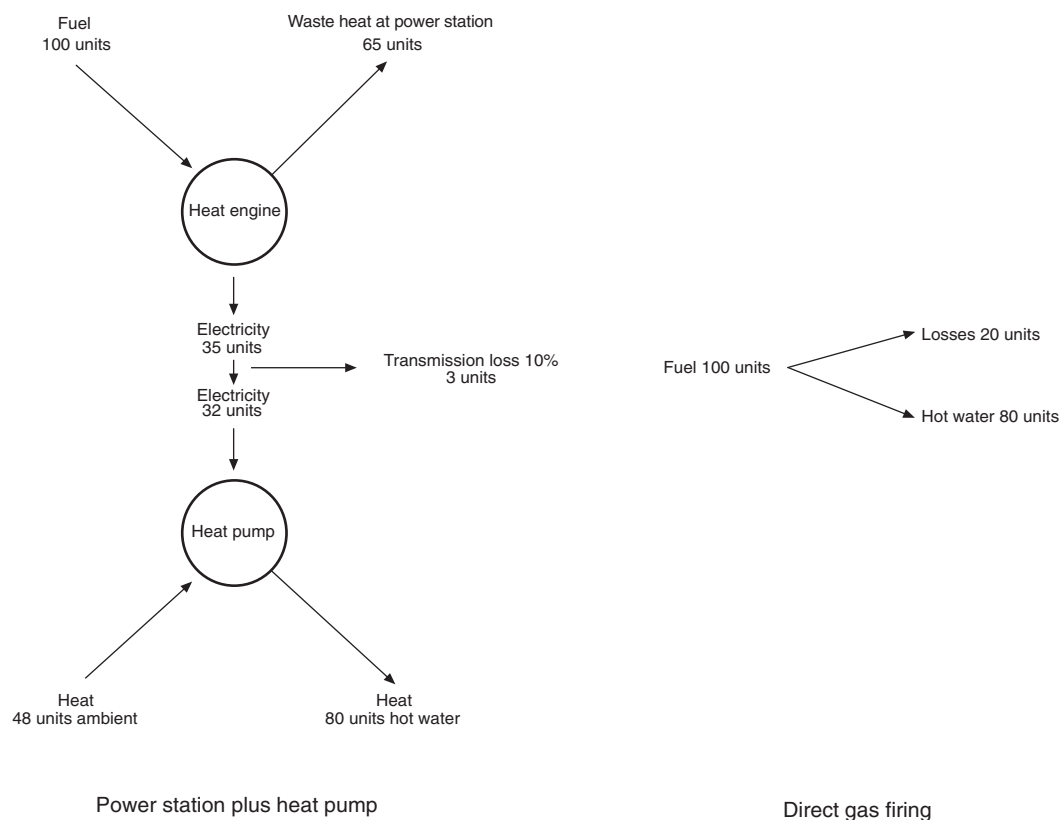 Fuel
100 units
Waste heat at power station
65 units
Heat engine
Electricity
35 units
Transmission loss 10%
3 units
Electricity
32 units
Heat pump
Heat
48 units ambient
Heat
80 units hot water
Power station plus heat pump
Fuel 100 units
Losses 20 units
Hot water 80 units
Direct gas firing